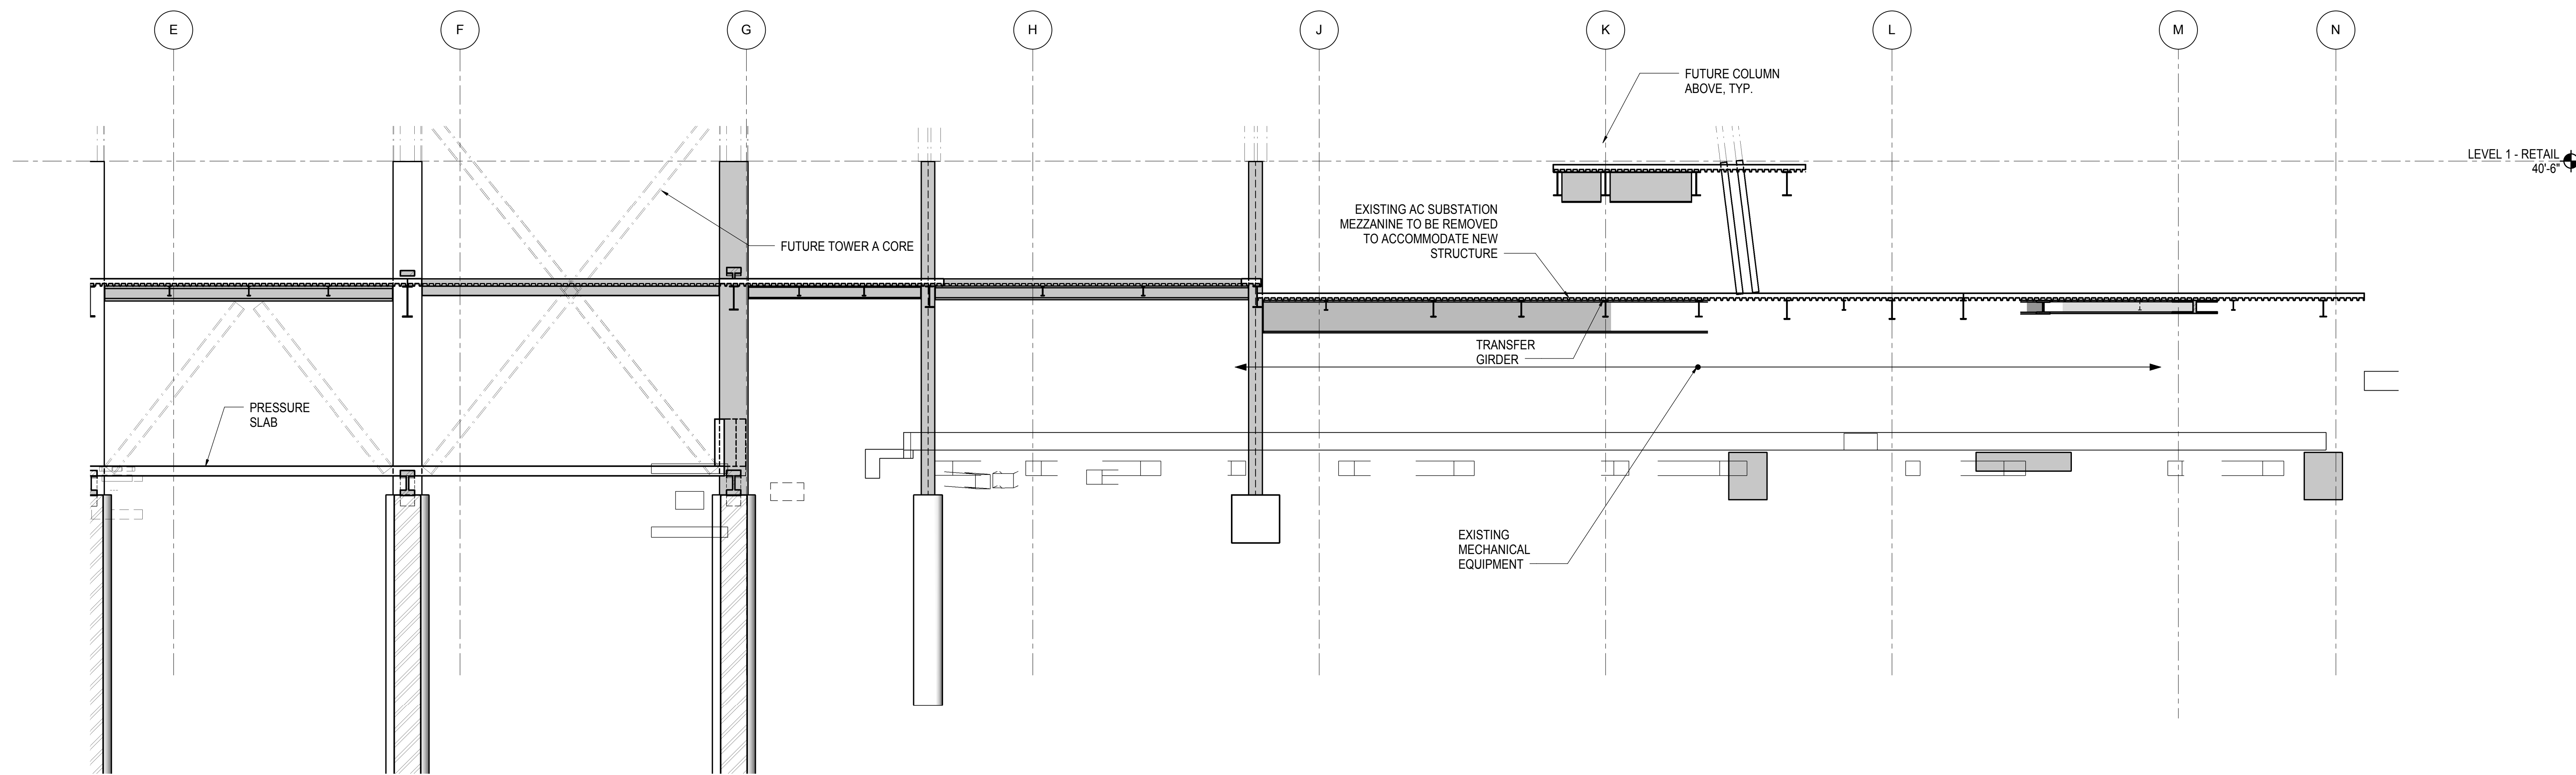 E
F
G
H
J
K
L
M
N
FUTURE COLUMN
ABOVE, TYP.
LEVEL 1 - RETAIL
40'-6"
EXISTING AC SUBSTATION
MEZZANINE TO BE REMOVED
TO ACCOMMODATE NEW
STRUCTURE
FUTURE TOWER A CORE
TRANSFER
GIRDER
PRESSURE
SLAB
EXISTING
MECHANICAL
EQUIPMENT